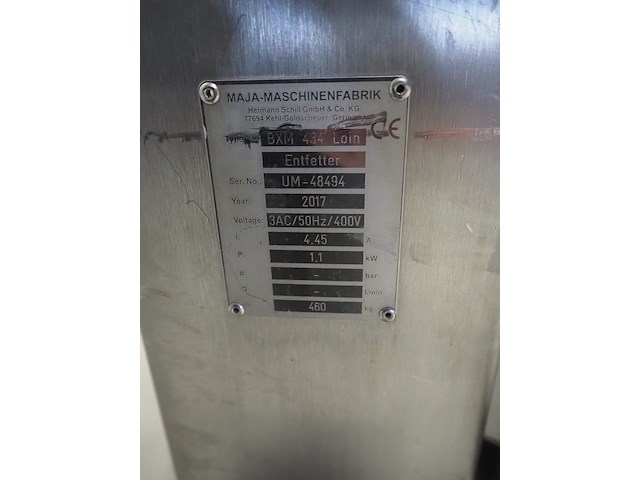 MAJA-MASCHINENFABRIK
Hermann Schill GmbH & Co. KG
77694 Kehl-Goldscheuer Germany
CE
Type: BXM 434 Loin
Entfetter
Ser. No.: UM-48494
Year: 2017
Voltage: 3AC/50Hz/400V
I: 4.45 A
P: 1,1 kW
p: - bar
Q: - l/min
460 kg